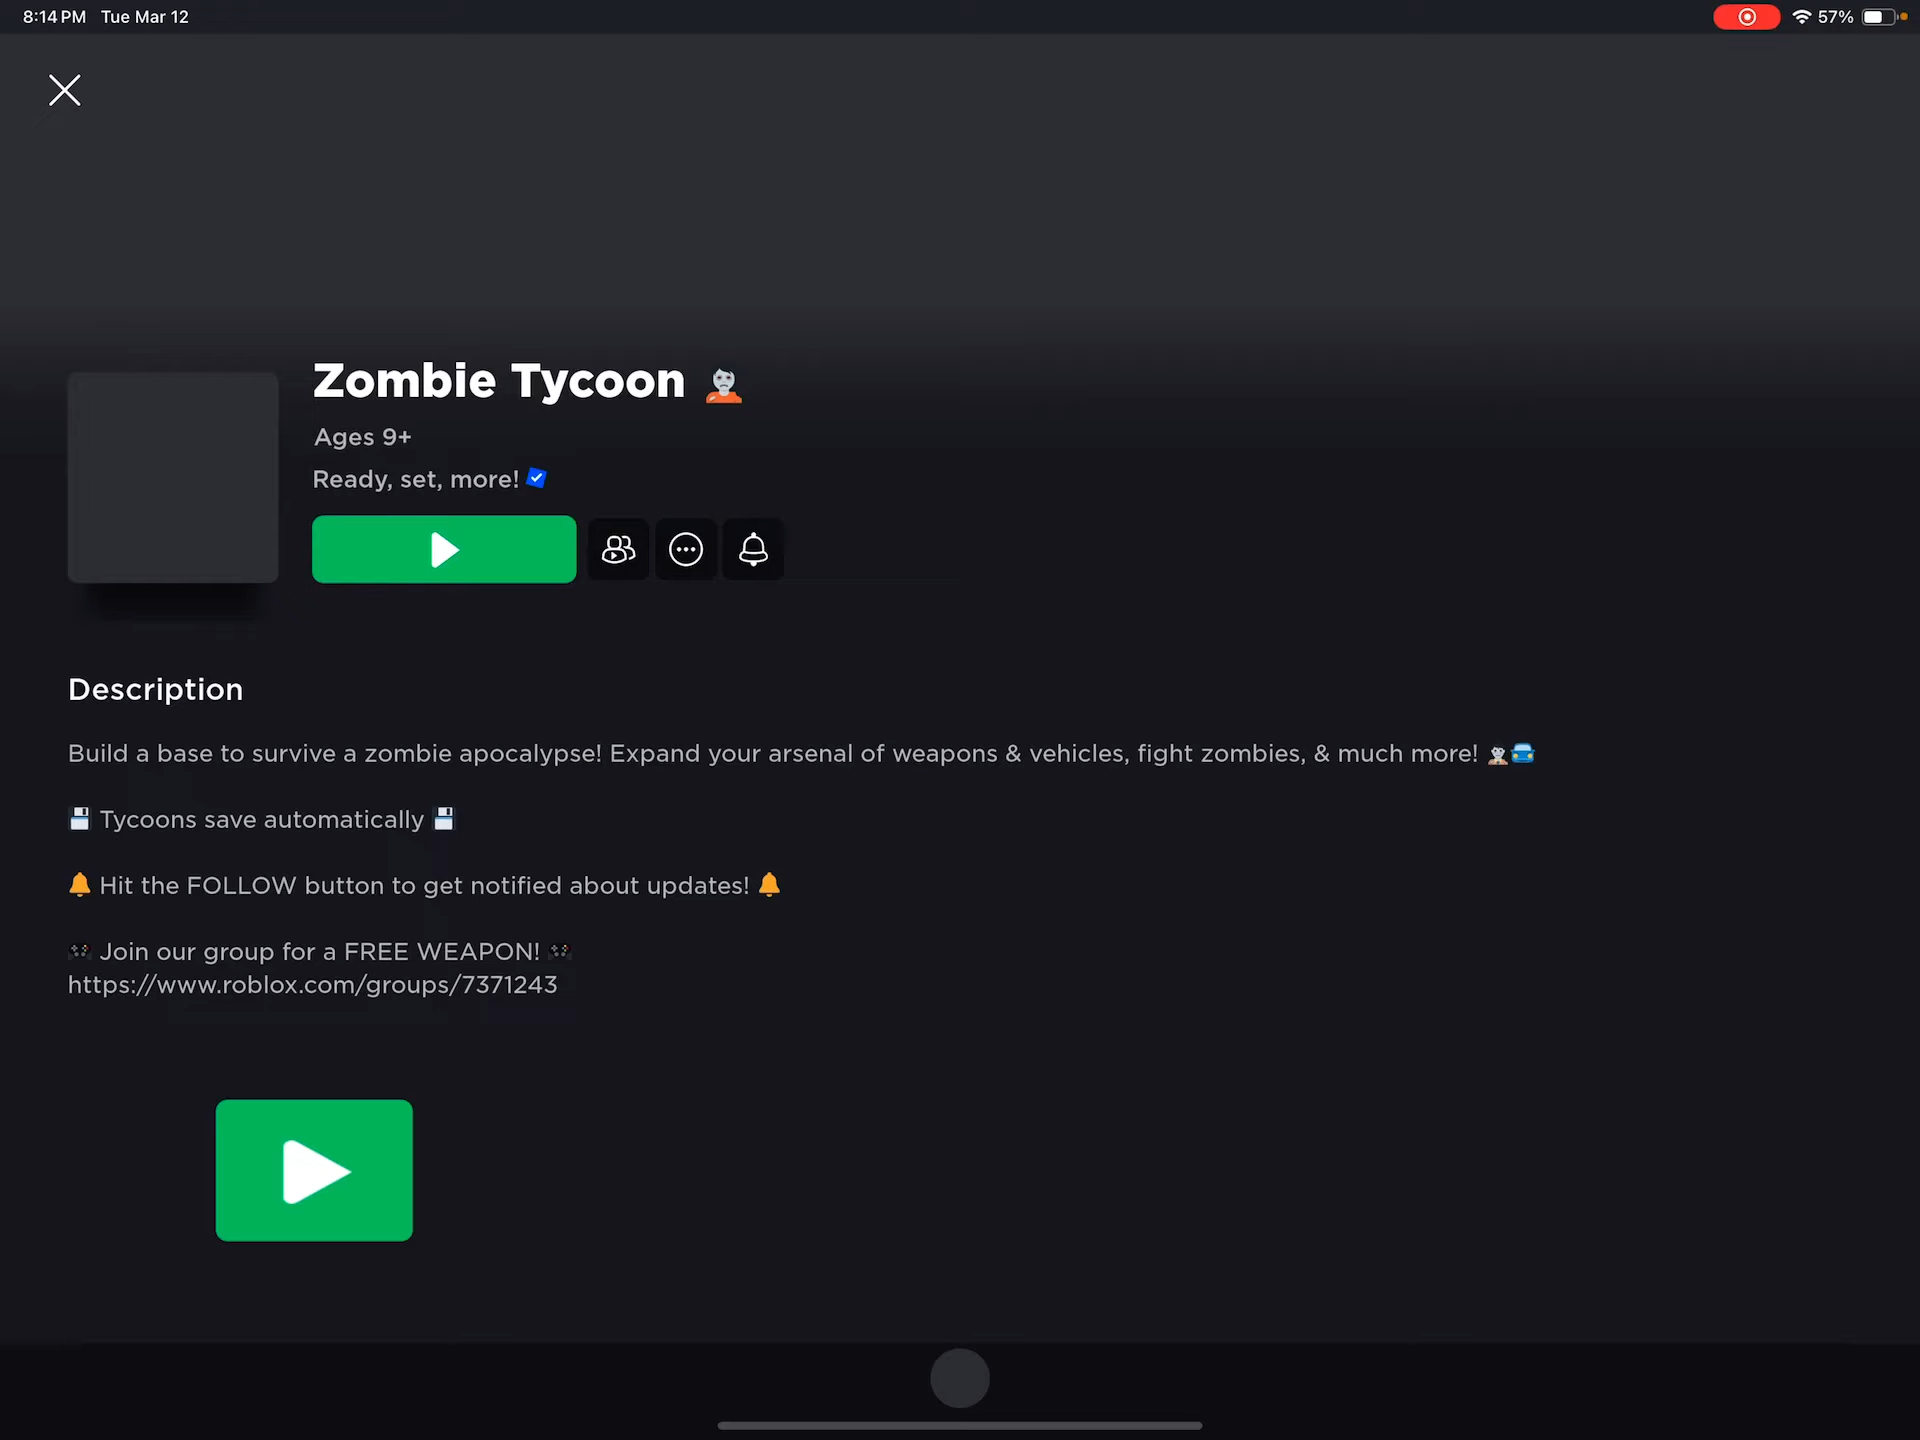 8:14 PM Tue Mar 12
57%
Zombie Tycoon 🧟
Ages 9+
Ready, set, more!
Description
Build a base to survive a zombie apocalypse! Expand your arsenal of weapons & vehicles, fight zombies, & much more! 🧟🚘
💾 Tycoons save automatically 💾
🔔 Hit the FOLLOW button to get notified about updates! 🔔
🎮 Join our group for a FREE WEAPON! 🎮
https://www.roblox.com/groups/7371243